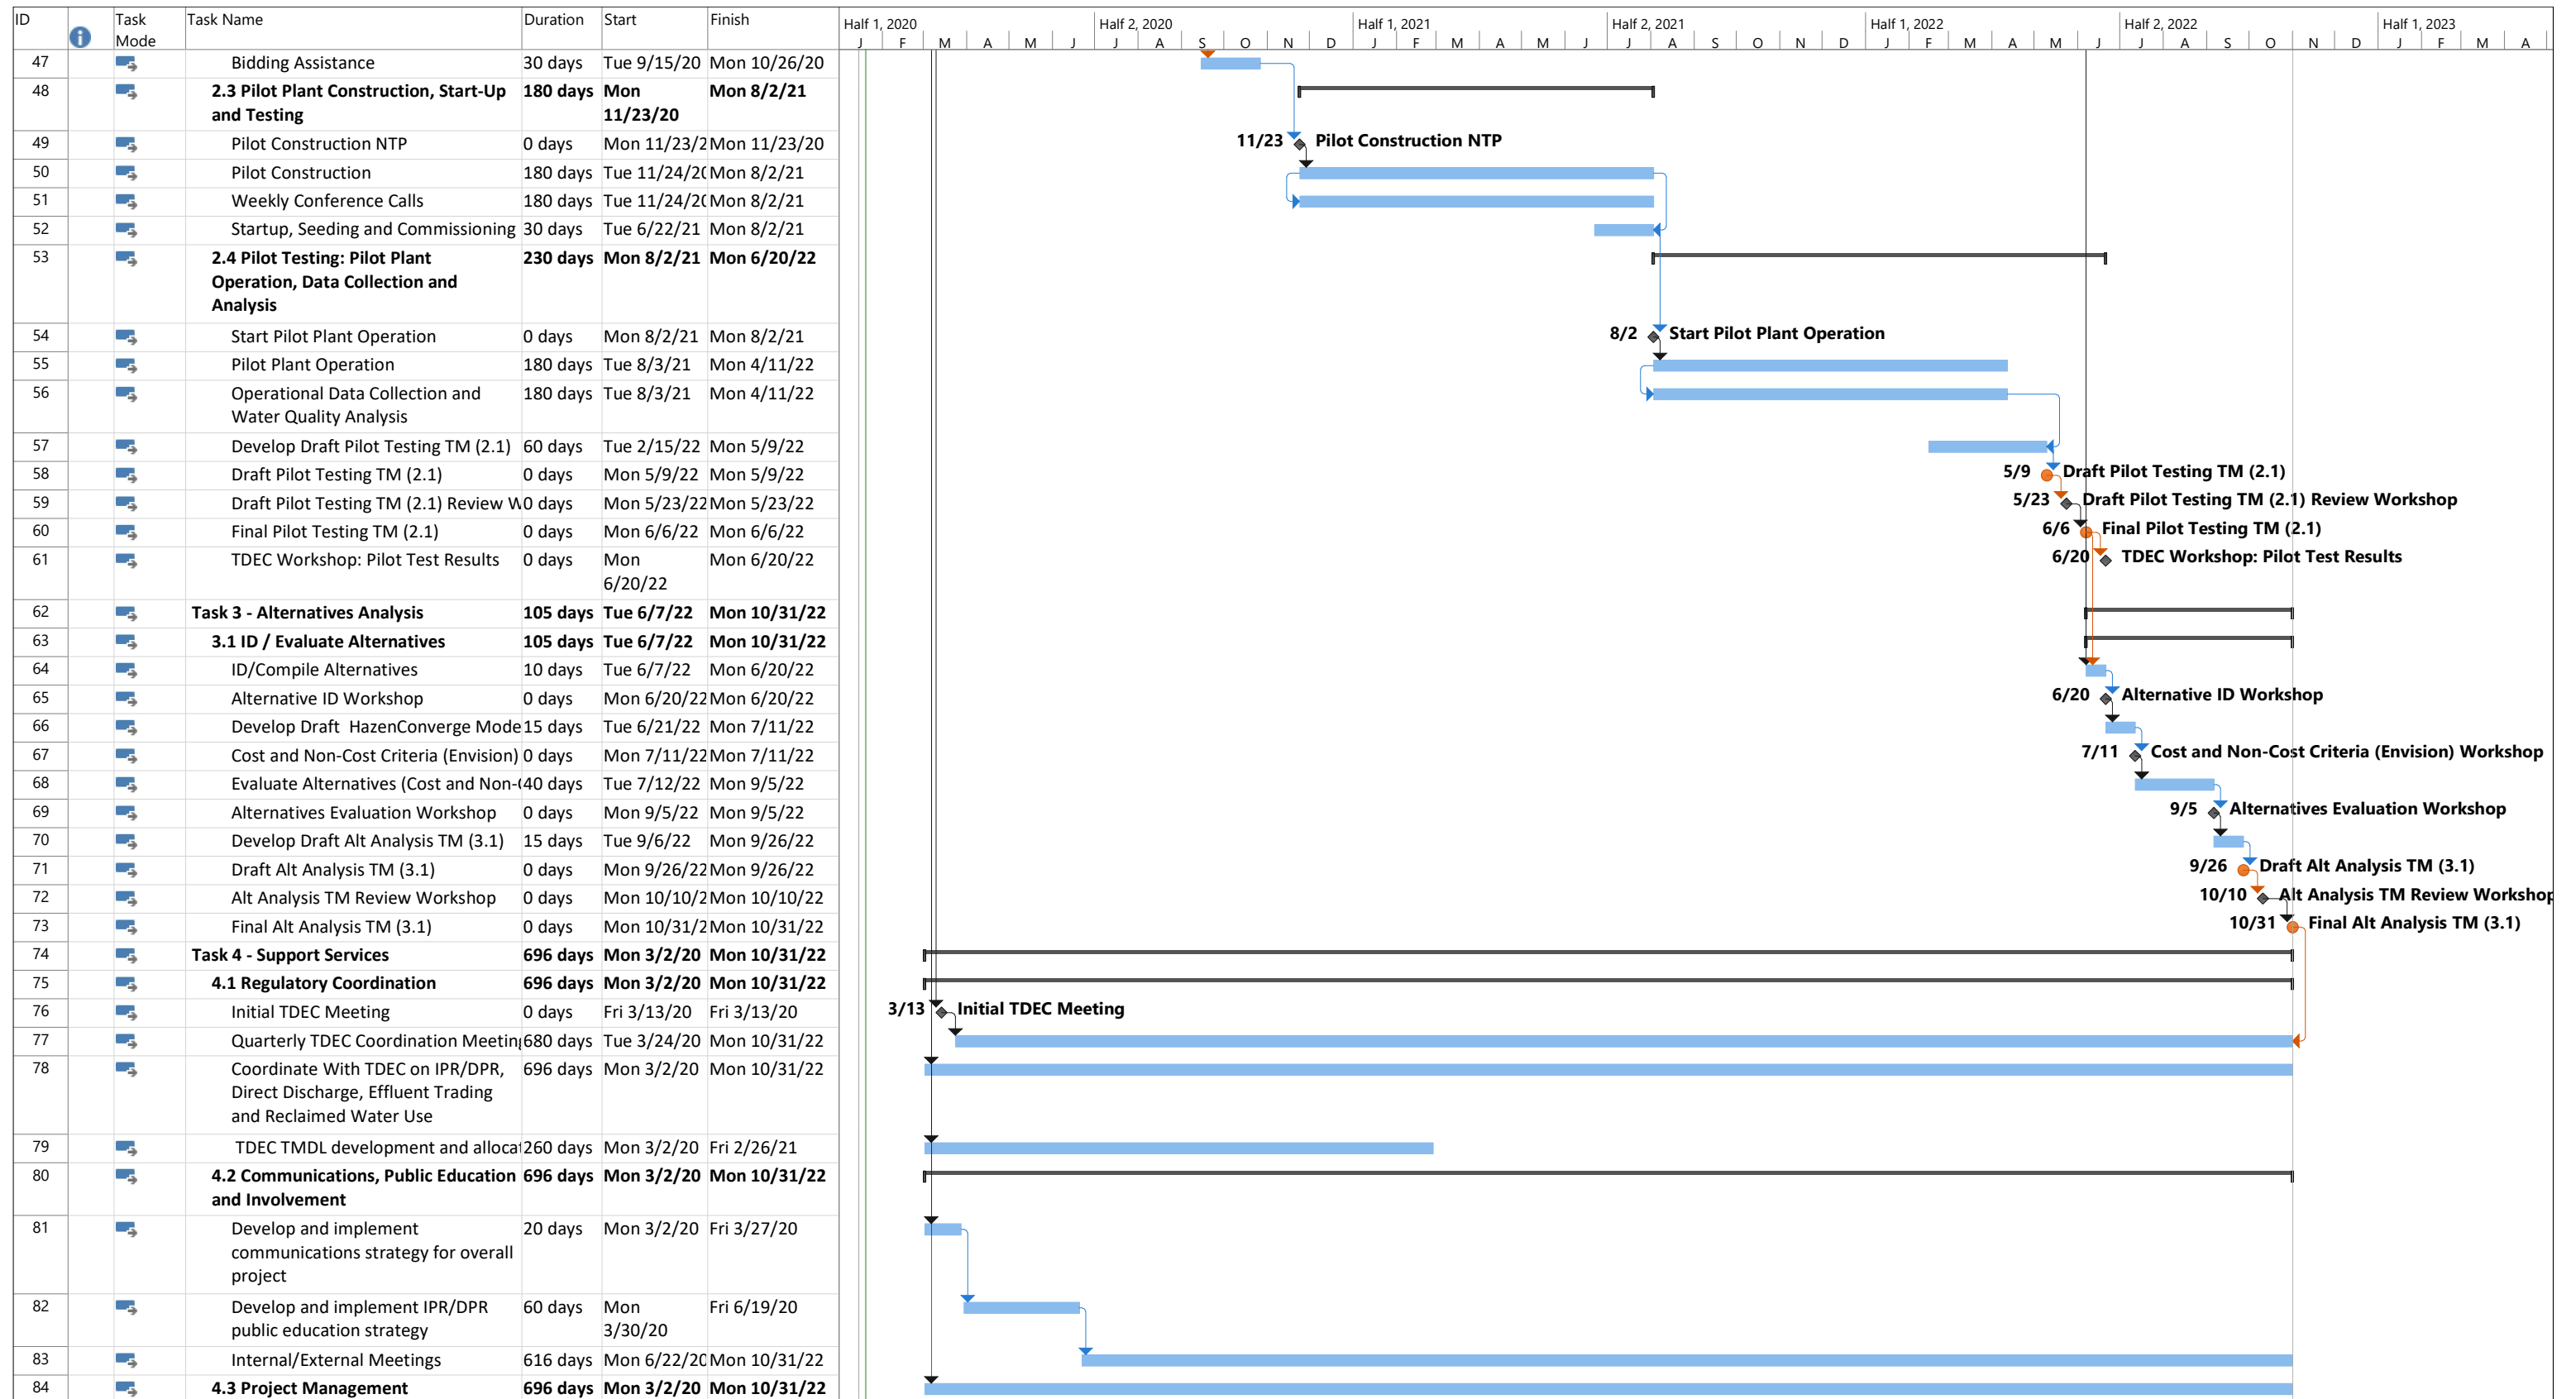 ID Task Mode Task Name Duration Start Finish
Half 1, 2020 Half 2, 2020 Half 1, 2021 Half 2, 2021 Half 1, 2022 Half 2, 2022 Half 1, 2023
J F M A M J J A S O N D J F M A M J J A S O N D J F M A M J J A S O N D J F M A
47 Bidding Assistance 30 days Tue 9/15/20 Mon 10/26/20
48 2.3 Pilot Plant Construction, Start-Up 180 days Mon Mon 8/2/21
and Testing 11/23/20
49 Pilot Construction NTP 0 days Mon 11/23/2 Mon 11/23/20 11/23 Pilot Construction NTP
50 Pilot Construction 180 days Tue 11/24/20 Mon 8/2/21
51 Weekly Conference Calls 180 days Tue 11/24/20 Mon 8/2/21
52 Startup, Seeding and Commissioning 30 days Tue 6/22/21 Mon 8/2/21
53 2.4 Pilot Testing: Pilot Plant 230 days Mon 8/2/21 Mon 6/20/22
Operation, Data Collection and
Analysis
54 Start Pilot Plant Operation 0 days Mon 8/2/21 Mon 8/2/21 8/2 Start Pilot Plant Operation
55 Pilot Plant Operation 180 days Tue 8/3/21 Mon 4/11/22
56 Operational Data Collection and 180 days Tue 8/3/21 Mon 4/11/22
Water Quality Analysis
57 Develop Draft Pilot Testing TM (2.1) 60 days Tue 2/15/22 Mon 5/9/22
58 Draft Pilot Testing TM (2.1) 0 days Mon 5/9/22 Mon 5/9/22 5/9 Draft Pilot Testing TM (2.1)
59 Draft Pilot Testing TM (2.1) Review W 0 days Mon 5/23/22 Mon 5/23/22 5/23 Draft Pilot Testing TM (2.1) Review Workshop
60 Final Pilot Testing TM (2.1) 0 days Mon 6/6/22 Mon 6/6/22 6/6 Final Pilot Testing TM (2.1)
61 TDEC Workshop: Pilot Test Results 0 days Mon Mon 6/20/22 6/20 TDEC Workshop: Pilot Test Results
6/20/22
62 Task 3 - Alternatives Analysis 105 days Tue 6/7/22 Mon 10/31/22
63 3.1 ID / Evaluate Alternatives 105 days Tue 6/7/22 Mon 10/31/22
64 ID/Compile Alternatives 10 days Tue 6/7/22 Mon 6/20/22
65 Alternative ID Workshop 0 days Mon 6/20/22 Mon 6/20/22 6/20 Alternative ID Workshop
66 Develop Draft HazenConverge Mode 15 days Tue 6/21/22 Mon 7/11/22
67 Cost and Non-Cost Criteria (Envision) 0 days Mon 7/11/22 Mon 7/11/22 7/11 Cost and Non-Cost Criteria (Envision) Workshop
68 Evaluate Alternatives (Cost and Non- 40 days Tue 7/12/22 Mon 9/5/22
69 Alternatives Evaluation Workshop 0 days Mon 9/5/22 Mon 9/5/22 9/5 Alternatives Evaluation Workshop
70 Develop Draft Alt Analysis TM (3.1) 15 days Tue 9/6/22 Mon 9/26/22
71 Draft Alt Analysis TM (3.1) 0 days Mon 9/26/22 Mon 9/26/22 9/26 Draft Alt Analysis TM (3.1)
72 Alt Analysis TM Review Workshop 0 days Mon 10/10/2 Mon 10/10/22 10/10 Alt Analysis TM Review Workshop
73 Final Alt Analysis TM (3.1) 0 days Mon 10/31/2 Mon 10/31/22 10/31 Final Alt Analysis TM (3.1)
74 Task 4 - Support Services 696 days Mon 3/2/20 Mon 10/31/22
75 4.1 Regulatory Coordination 696 days Mon 3/2/20 Mon 10/31/22
76 Initial TDEC Meeting 0 days Fri 3/13/20 Fri 3/13/20 3/13 Initial TDEC Meeting
77 Quarterly TDEC Coordination Meeting 680 days Tue 3/24/20 Mon 10/31/22
78 Coordinate With TDEC on IPR/DPR, 696 days Mon 3/2/20 Mon 10/31/22
Direct Discharge, Effluent Trading
and Reclaimed Water Use
79 TDEC TMDL development and allocat 260 days Mon 3/2/20 Fri 2/26/21
80 4.2 Communications, Public Education 696 days Mon 3/2/20 Mon 10/31/22
and Involvement
81 Develop and implement 20 days Mon 3/2/20 Fri 3/27/20
communications strategy for overall
project
82 Develop and implement IPR/DPR 60 days Mon Fri 6/19/20
public education strategy 3/30/20
83 Internal/External Meetings 616 days Mon 6/22/20 Mon 10/31/22
84 4.3 Project Management 696 days Mon 3/2/20 Mon 10/31/22